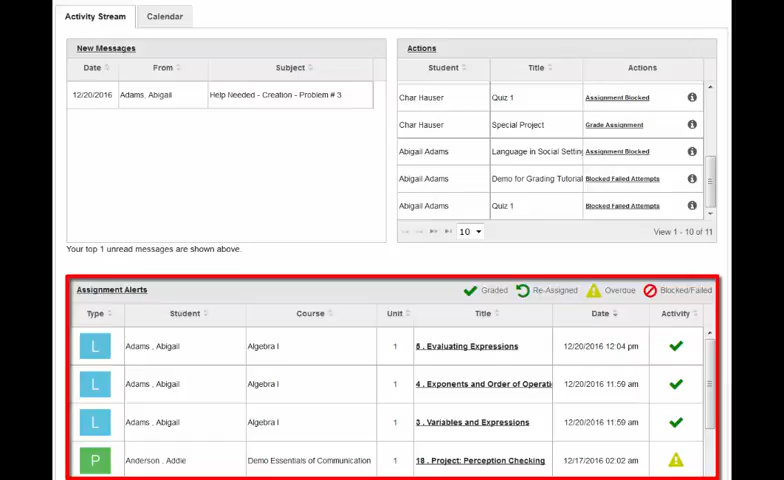 Activity Stream Calendar
New Messages
Date From Subject
12/20/2016 Adams, Abigail Help Needed - Creation - Problem # 3
Your top 1 unread messages are shown above.
Actions
Student Title Actions
Char Hauser Quiz 1 Assignment Blocked
Char Hauser Special Project Grade Assignment
Abigail Adams Language in Social Settin Assignment Blocked
Abigail Adams Demo for Grading Tutorial Blocked Failed Attempts
Abigail Adams Quiz 1 Blocked Failed Attempts
10 View 1 - 10 of 11
Assignment Alerts Graded Re-Assigned Overdue Blocked/Failed
Type Student Course Unit Title Date Activity
L Adams , Abigail Algebra I 1 5 . Evaluating Expressions 12/20/2016 12:04 pm
L Adams , Abigail Algebra I 1 4 . Exponents and Order of Operati 12/20/2016 11:59 am
L Adams , Abigail Algebra I 1 3 . Variables and Expressions 12/20/2016 11:59 am
P Anderson , Addie Demo Essentials of Communication 1 18 . Project: Perception Checking 12/17/2016 02:02 am